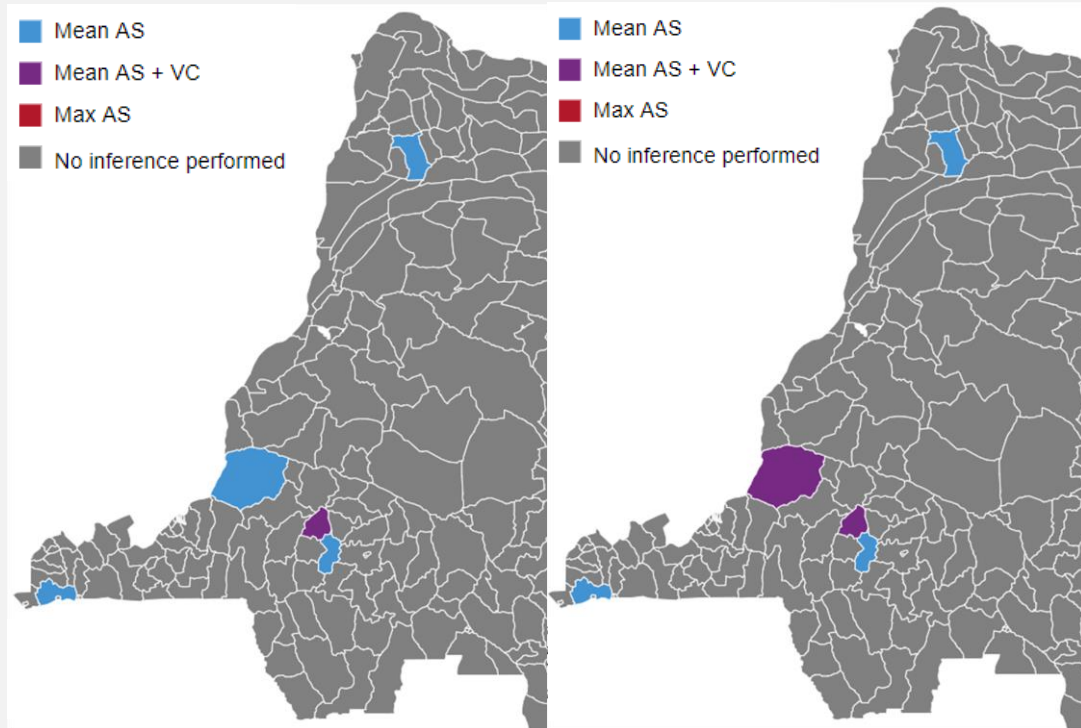 Mean AS
Mean AS + VC
Max AS
No inference performed
Mean AS
Mean AS + VC
Max AS
No inference performed